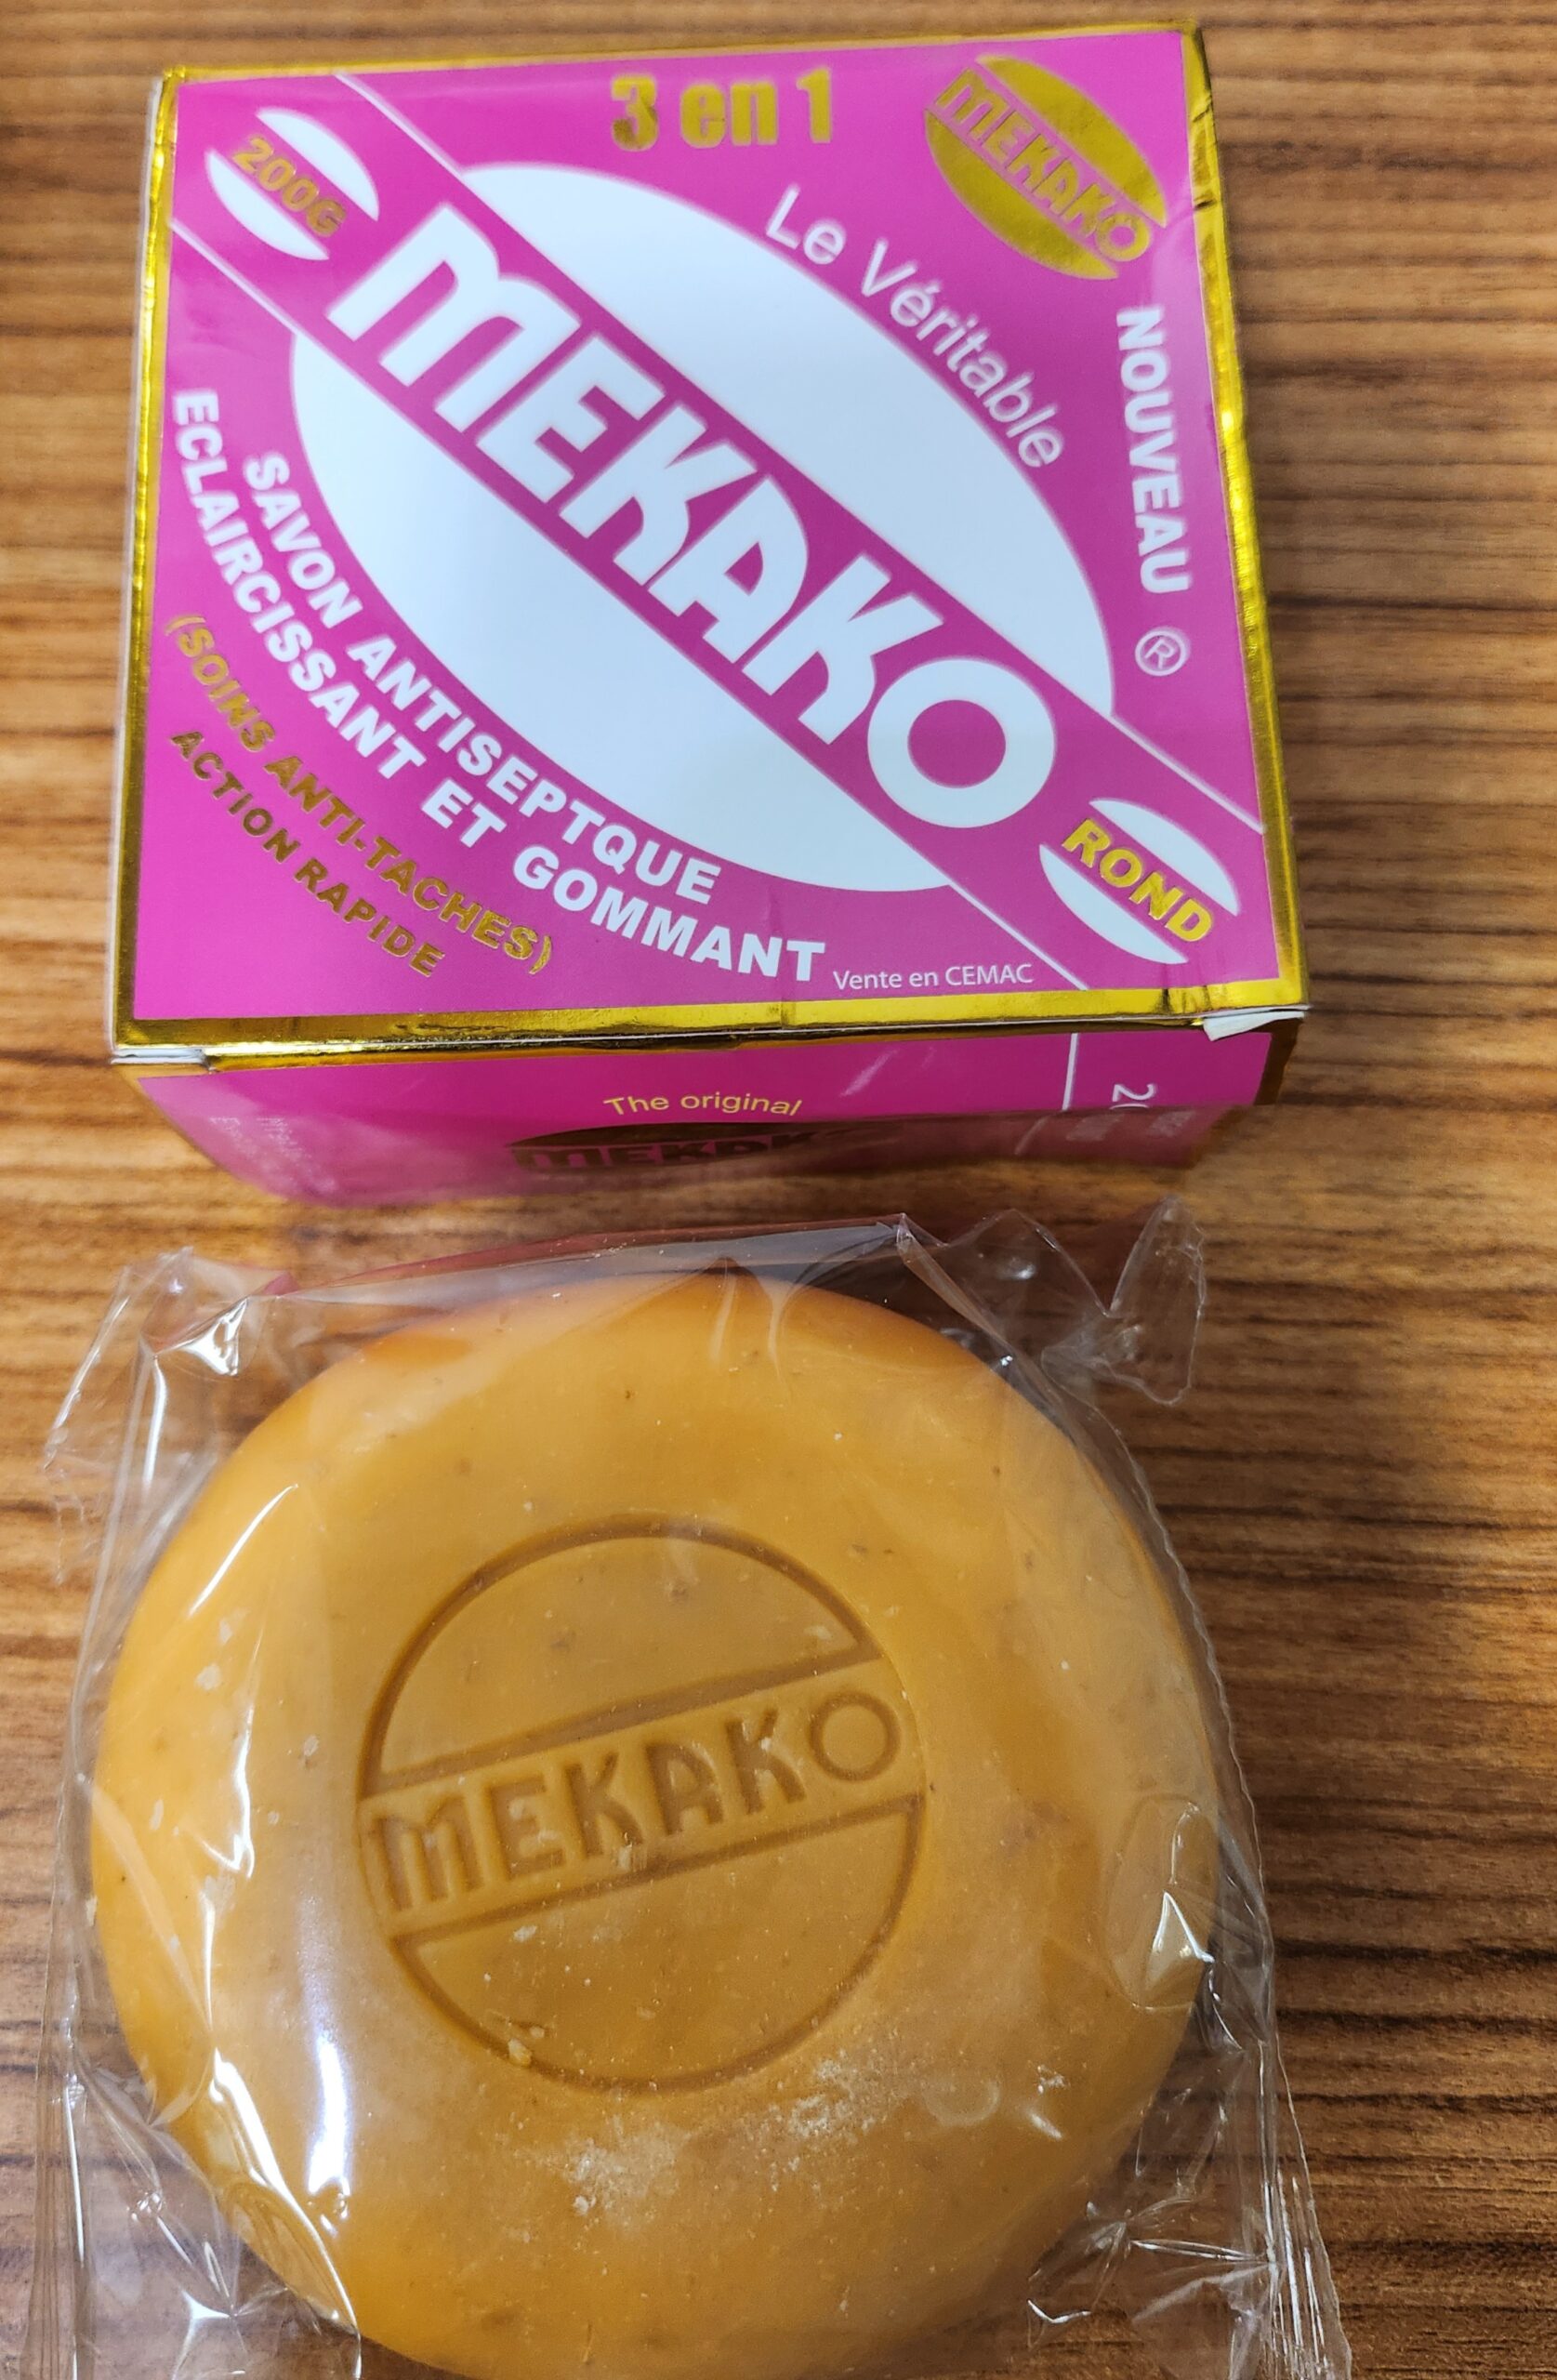 3 en 1
MEKAKO
200G
Le Véritable
NOUVEAU ®
MEKAKO
ROND
SAVON ANTISEPTQUE
ECLAIRCISSANT ET GOMMANT
(SOINS ANTI-TACHES)
ACTION RAPIDE
Vente en CEMAC
The original
MEKAKO
MEKAKO